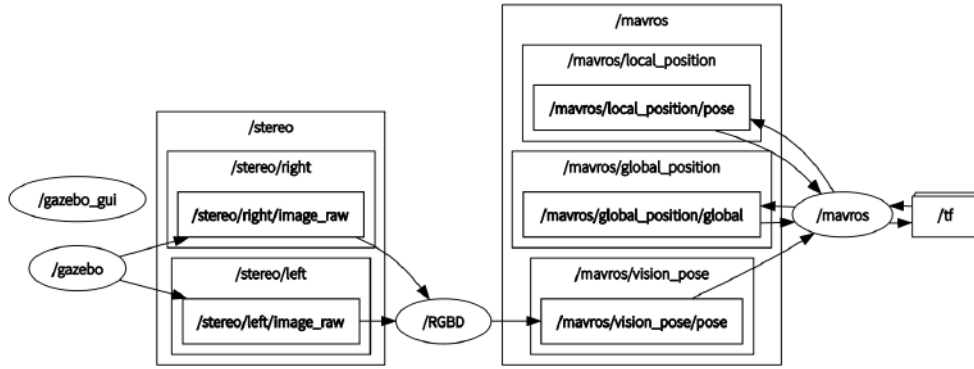 /mavros
/mavros/local_position
/mavros/local_position/pose
/stereo
/stereo/right
/mavros/global_position
/gazebo_gui
/stereo/right/image_raw
/mavros/global_position/global
/mavros
/tf
/gazebo
/stereo/left
/mavros/vision_pose
/stereo/left/image_raw
/RGBD
/mavros/vision_pose/pose